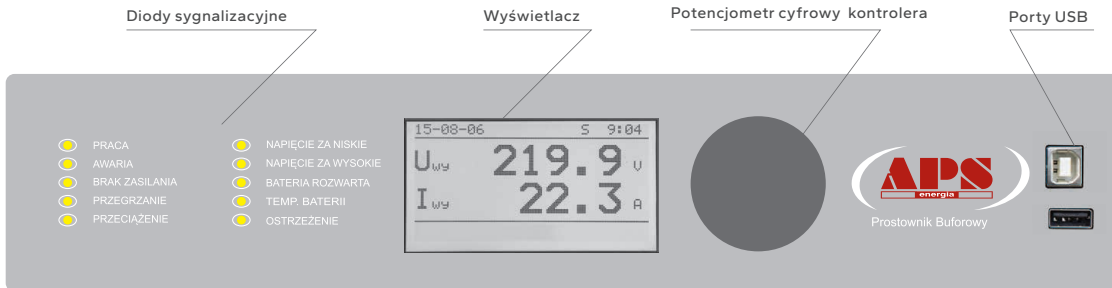 Diody sygnalizacyjne
Wyświetlacz
Potencjometr cyfrowy kontrolera
Porty USB
PRACA
AWARIA
BRAK ZASILANIA
PRZEGRZANIE
PRZECIĄŻENIE
NAPIĘCIE ZA NISKIE
NAPIĘCIE ZA WYSOKIE
BATERIA ROZWARTA
TEMP. BATERII
OSTRZEŻENIE
15-08-06 S 9:04
Uwy 219.9 V
Iwy 22.3 A
APS
energia
Prostownik Buforowy